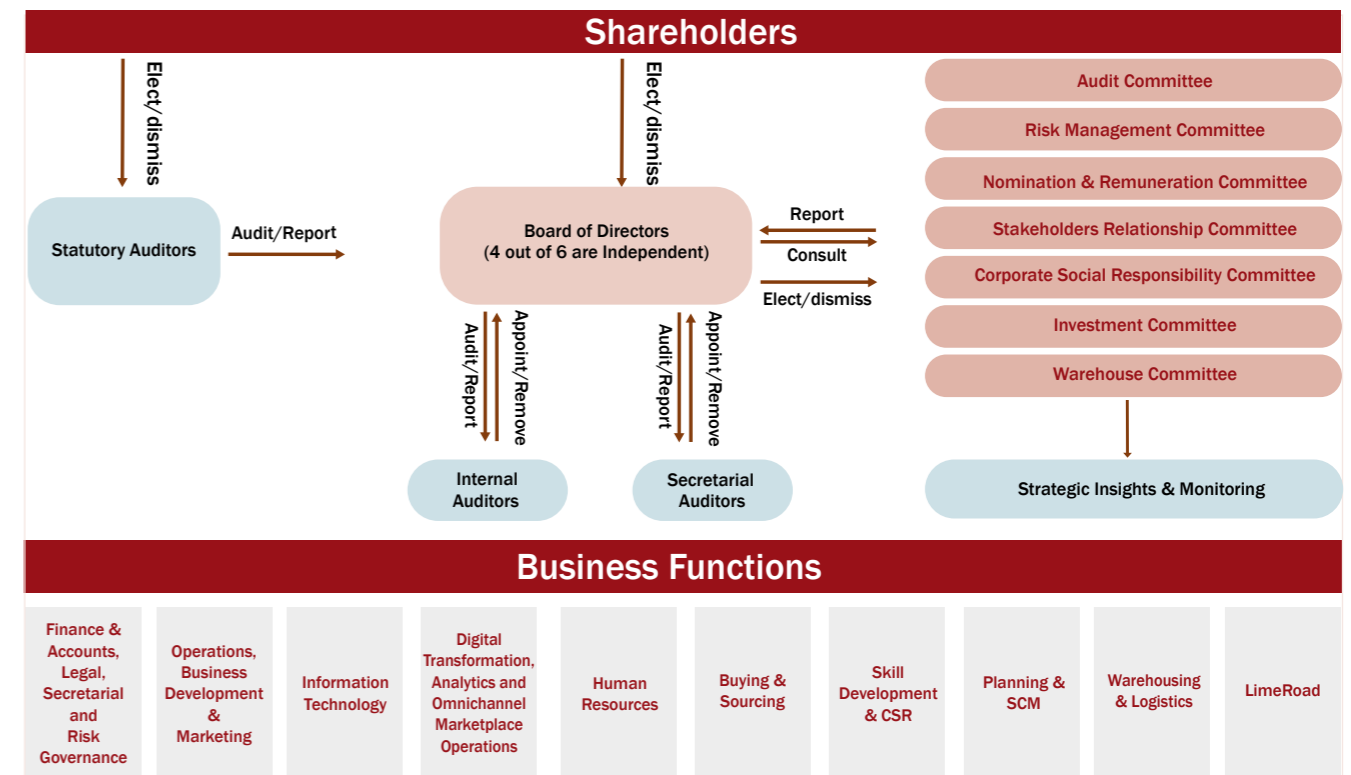 Shareholders
Elect/dismiss
Elect/dismiss
Statutory Auditors
Audit/Report
Board of Directors
(4 out of 6 are Independent)
Report
Consult
Elect/dismiss
Audit Committee
Risk Management Committee
Nomination & Remuneration Committee
Stakeholders Relationship Committee
Corporate Social Responsibility Committee
Investment Committee
Warehouse Committee
Audit/Report
Appoint/Remove
Audit/Report
Appoint/Remove
Internal
Auditors
Secretarial
Auditors
Strategic Insights & Monitoring
Business Functions
Finance &
Accounts,
Legal,
Secretarial
and
Risk
Governance
Operations,
Business
Development
&
Marketing
Information
Technology
Digital
Transformation,
Analytics and
Omnichannel
Marketplace
Operations
Human
Resources
Buying &
Sourcing
Skill
Development
& CSR
Planning &
SCM
Warehousing
& Logistics
LimeRoad